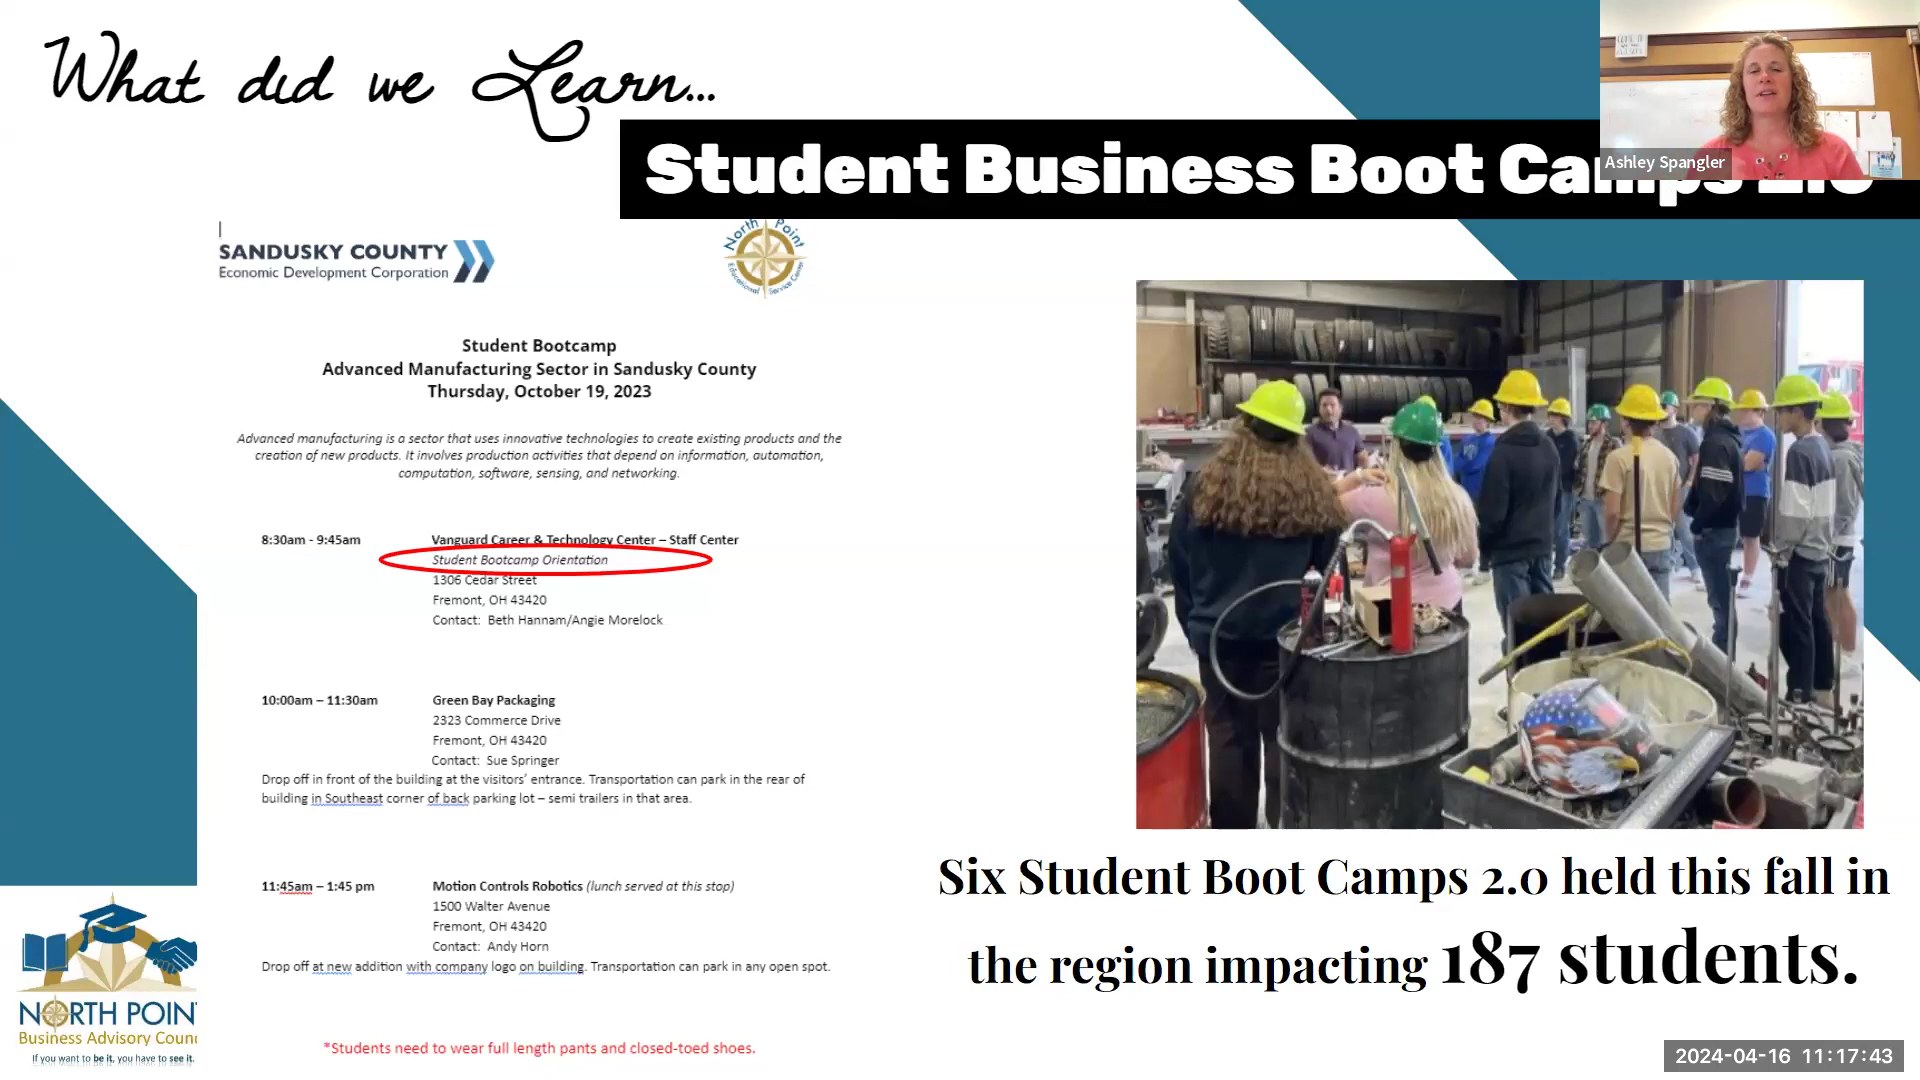 What did we Learn...
Student Business Boot Camps 2.0
Ashley Spangler
SANDUSKY COUNTY
Economic Development Corporation
North Point
Educational Service Center
Student Bootcamp
Advanced Manufacturing Sector in Sandusky County
Thursday, October 19, 2023
Advanced manufacturing is a sector that uses innovative technologies to create existing products and the
creation of new products. It involves production activities that depend on information, automation,
computation, software, sensing, and networking.
8:30am - 9:45am Vanguard Career & Technology Center – Staff Center
Student Bootcamp Orientation
1306 Cedar Street
Fremont, OH 43420
Contact: Beth Hannam/Angie Morelock
10:00am – 11:30am Green Bay Packaging
2323 Commerce Drive
Fremont, OH 43420
Contact: Sue Springer
Drop off in front of the building at the visitors' entrance. Transportation can park in the rear of
building in Southeast corner of back parking lot – semi trailers in that area.
11:45am – 1:45 pm Motion Controls Robotics (lunch served at this stop)
1500 Walter Avenue
Fremont, OH 43420
Contact: Andy Horn
Drop off at new addition with company logo on building. Transportation can park in any open spot.
*Students need to wear full length pants and closed-toed shoes.
Six Student Boot Camps 2.0 held this fall in
the region impacting 187 students.
NORTH POIN
Business Advisory Coun
If you want to be it, you have to see it.
2024-04-16 11:17:43